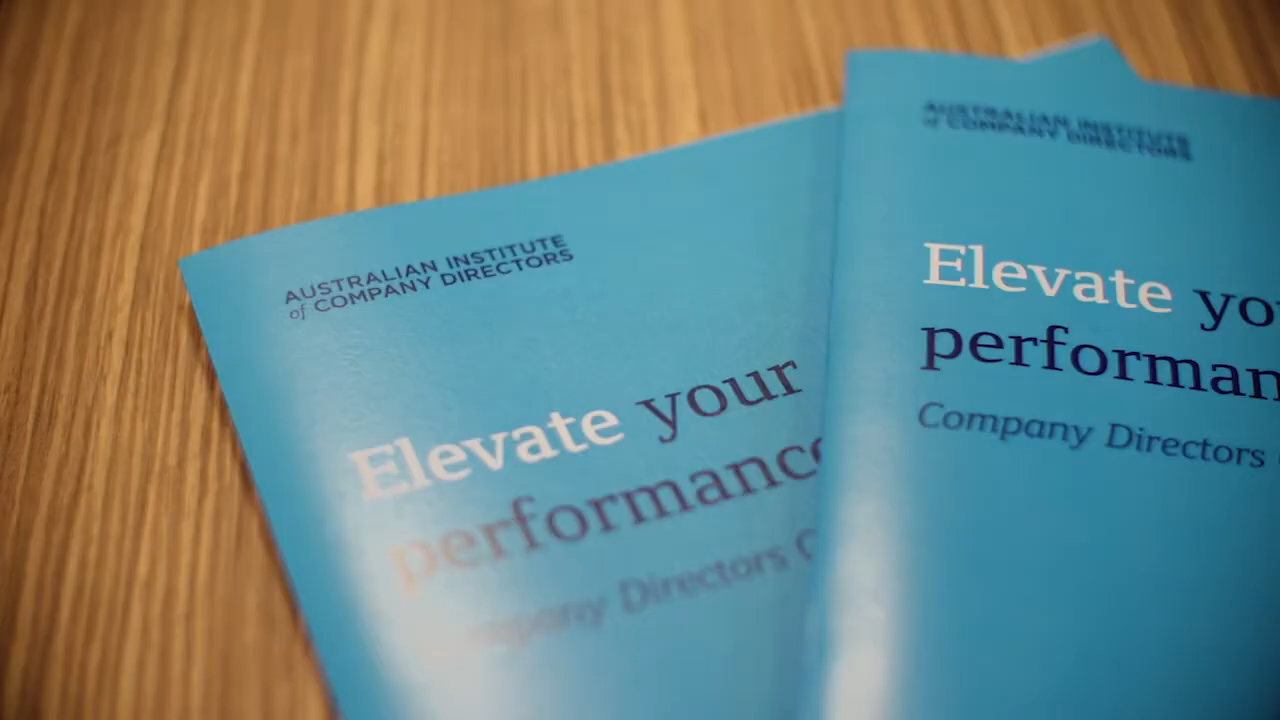 AUSTRALIAN INSTITUTE
of COMPANY DIRECTORS
Elevate your
performanc
Company Directors
AUSTRALIAN INSTITUTE
of COMPANY DIRECTORS
Elevate yo
performan
Company Directors